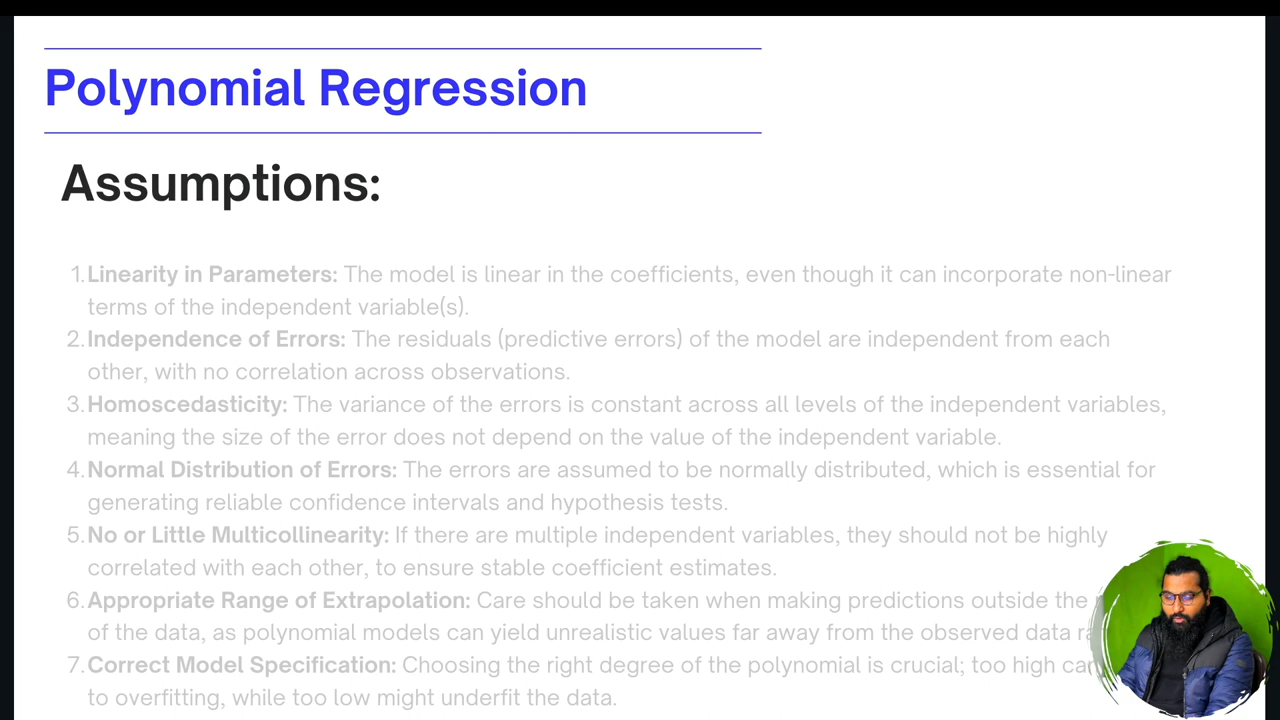 Polynomial Regression
Assumptions:
1. Linearity in Parameters: The model is linear in the coefficients, even though it can incorporate non-linear
terms of the independent variable(s).
2. Independence of Errors: The residuals (predictive errors) of the model are independent from each
other, with no correlation across observations.
3. Homoscedasticity: The variance of the errors is constant across all levels of the independent variables,
meaning the size of the error does not depend on the value of the independent variable.
4. Normal Distribution of Errors: The errors are assumed to be normally distributed, which is essential for
generating reliable confidence intervals and hypothesis tests.
5. No or Little Multicollinearity: If there are multiple independent variables, they should not be highly
correlated with each other, to ensure stable coefficient estimates.
6. Appropriate Range of Extrapolation: Care should be taken when making predictions outside the
of the data, as polynomial models can yield unrealistic values far away from the observed data
7. Correct Model Specification: Choosing the right degree of the polynomial is crucial; too high can
to overfitting, while too low might underfit the data.